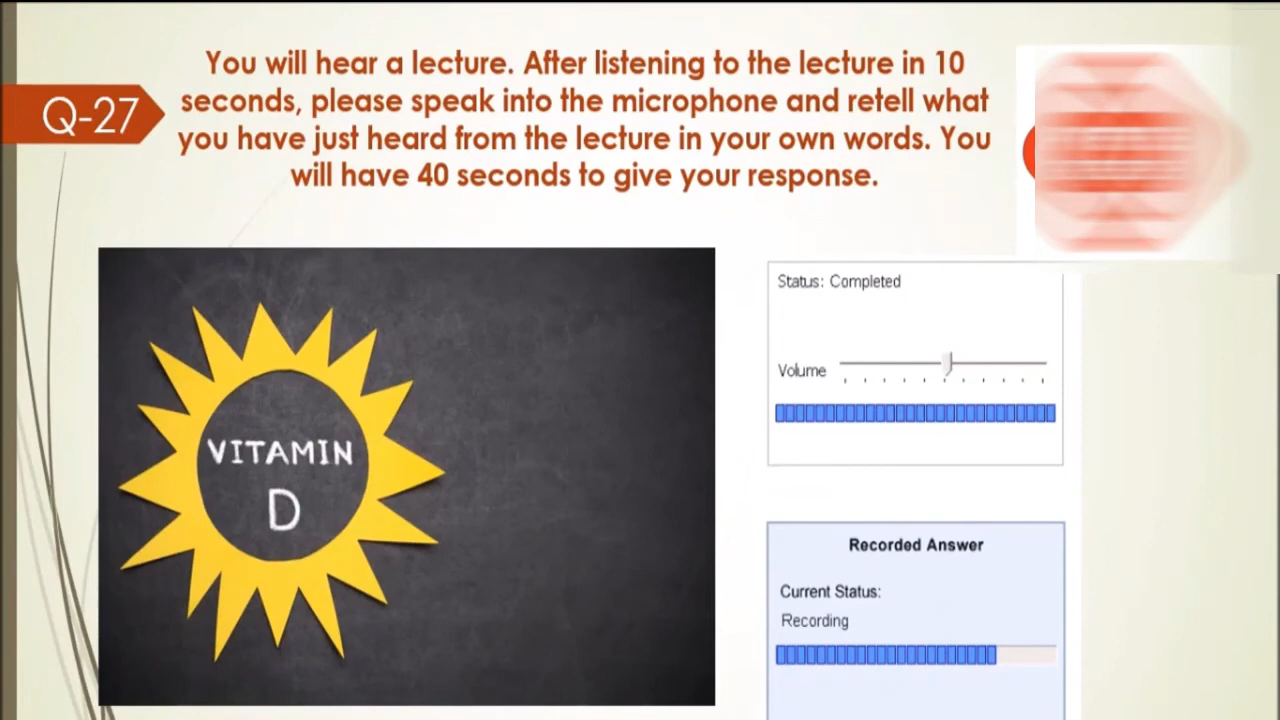 Q-27
You will hear a lecture. After listening to the lecture in 10
seconds, please speak into the microphone and retell what
you have just heard from the lecture in your own words. You
will have 40 seconds to give your response.
VITAMIN
D
Status: Completed
Volume
Recorded Answer
Current Status:
Recording